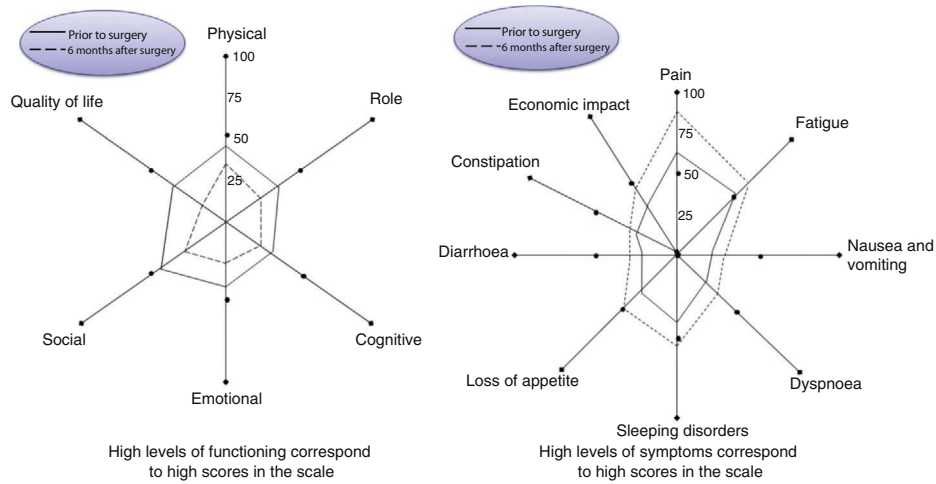 Prior to surgery
6 months after surgery
Physical
100
75
50
25
Quality of life
Role
Social
Cognitive
Emotional
High levels of functioning correspond
to high scores in the scale
Prior to surgery
6 months after surgery
Pain
100
75
50
25
Economic impact
Fatigue
Constipation
Diarrhoea
Nausea and
vomiting
Loss of appetite
Dyspnoea
Sleeping disorders
High levels of symptoms correspond
to high scores in the scale